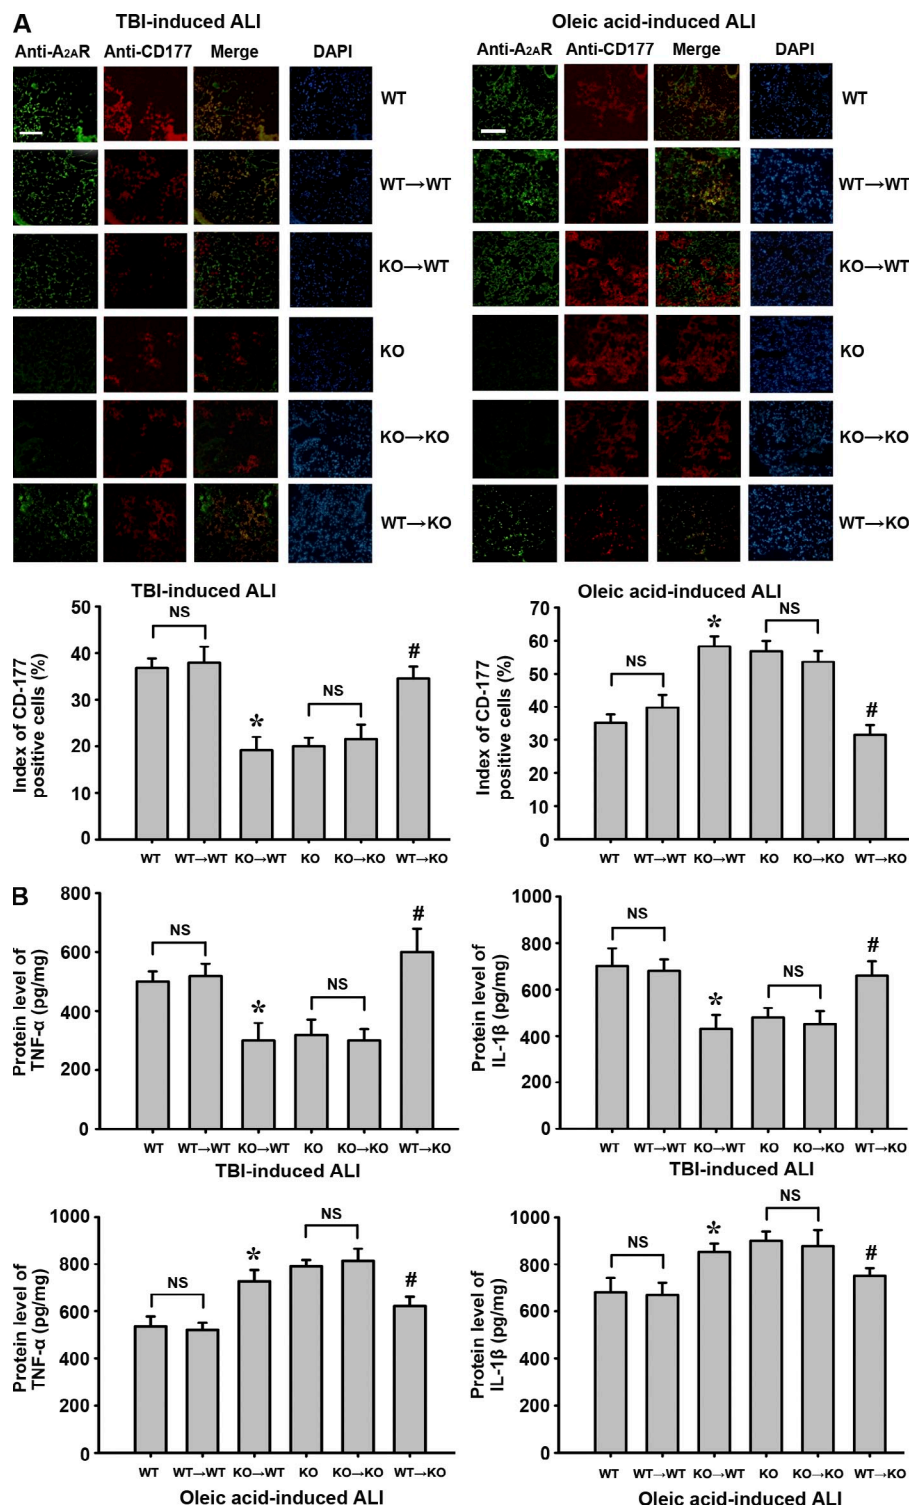 A
TBI-induced ALI
Oleic acid-induced ALI
Anti-A2AR Anti-CD177 Merge DAPI
Anti-A2AR Anti-CD177 Merge DAPI
WT
WT
WT→WT
WT→WT
KO→WT
KO→WT
KO
KO
KO→KO
KO→KO
WT→KO
WT→KO
TBI-induced ALI
Index of CD-177
positive cells (%)
50
40
30
20
10
0
NS
*
NS
#
WT WT→WT KO→WT KO KO→KO WT→KO
Oleic acid-induced ALI
Index of CD-177
positive cells (%)
70
60
50
40
30
20
10
0
NS
*
NS
#
WT WT→WT KO→WT KO KO→KO WT→KO
B
Protein level of
TNF-α (pg/mg)
800
600
400
200
0
NS
*
NS
#
WT WT→WT KO→WT KO KO→KO WT→KO
TBI-induced ALI
Protein level of
IL-1β (pg/mg)
1000
800
600
400
200
0
NS
*
NS
#
WT WT→WT KO→WT KO KO→KO WT→KO
TBI-induced ALI
Protein level of
TNF-α (pg/mg)
1000
800
600
400
200
0
NS
*
NS
#
WT WT→WT KO→WT KO KO→KO WT→KO
Oleic acid-induced ALI
Protein level of
IL-1β (pg/mg)
1000
800
600
400
200
0
NS
*
NS
#
WT WT→WT KO→WT KO KO→KO WT→KO
Oleic acid-induced ALI